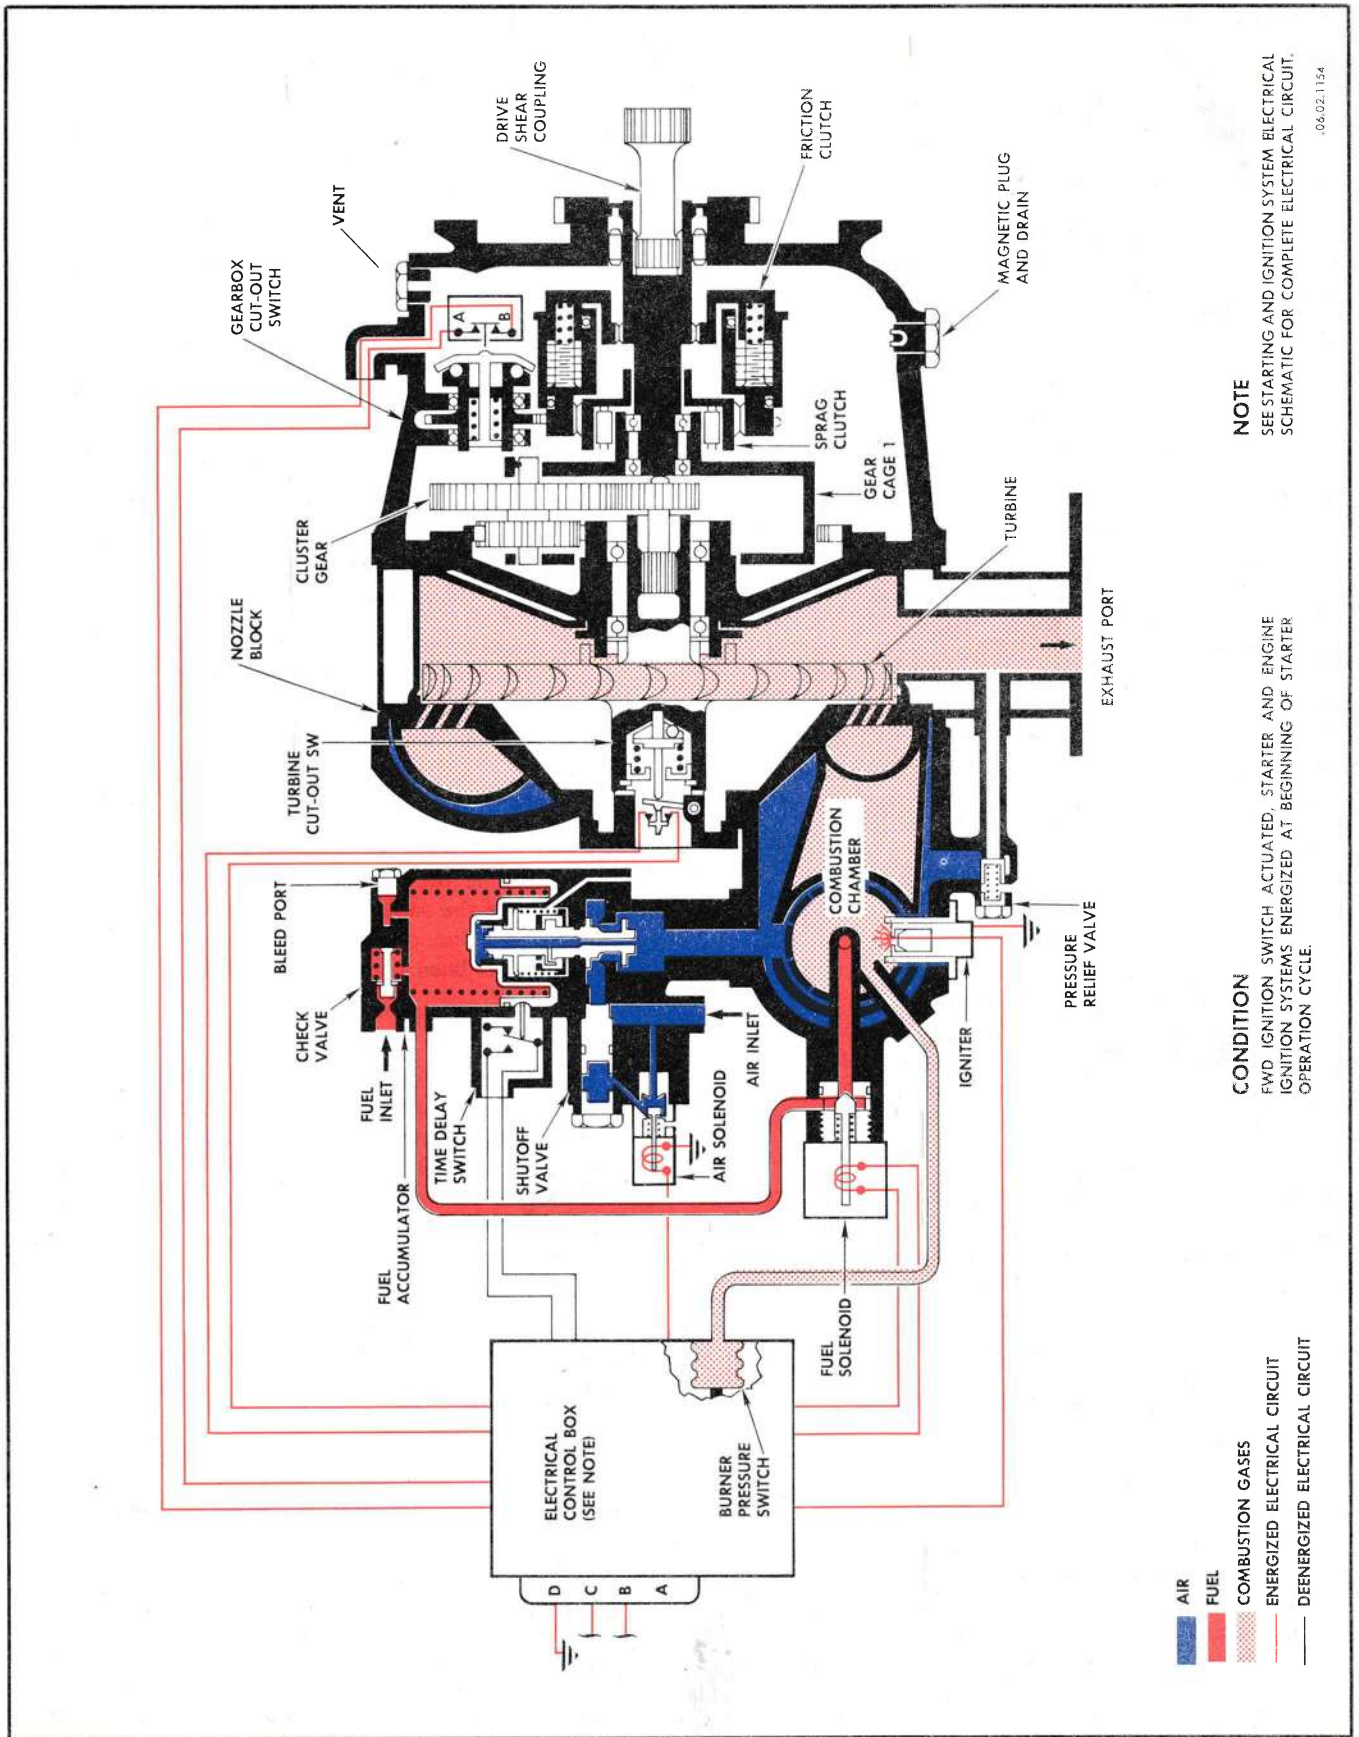 DRIVE
SHEAR
COUPLING
VENT
GEARBOX
CUT-OUT
SWITCH
A
B
FRICTION
CLUTCH
MAGNETIC PLUG
AND DRAIN
SPRAG
CLUTCH
GEAR
CAGE 1
CLUSTER
GEAR
TURBINE
NOZZLE
BLOCK
EXHAUST PORT
TURBINE
CUT-OUT SW
BLEED PORT
COMBUSTION
CHAMBER
PRESSURE
RELIEF VALVE
CHECK
VALVE
FUEL
INLET
AIR INLET
IGNITER
TIME DELAY
SWITCH
SHUTOFF
VALVE
AIR SOLENOID
FUEL
ACCUMULATOR
FUEL
SOLENOID
ELECTRICAL
CONTROL BOX
(SEE NOTE)
BURNER
PRESSURE
SWITCH
D
C
B
A
AIR
FUEL
COMBUSTION GASES
ENERGIZED ELECTRICAL CIRCUIT
DEENERGIZED ELECTRICAL CIRCUIT
CONDITION
FWD IGNITION SWITCH ACTUATED, STARTER AND ENGINE
IGNITION SYSTEMS ENERGIZED AT BEGINNING OF STARTER
OPERATION CYCLE.
NOTE
SEE STARTING AND IGNITION SYSTEM ELECTRICAL
SCHEMATIC FOR COMPLETE ELECTRICAL CIRCUIT.
.06.02.1154